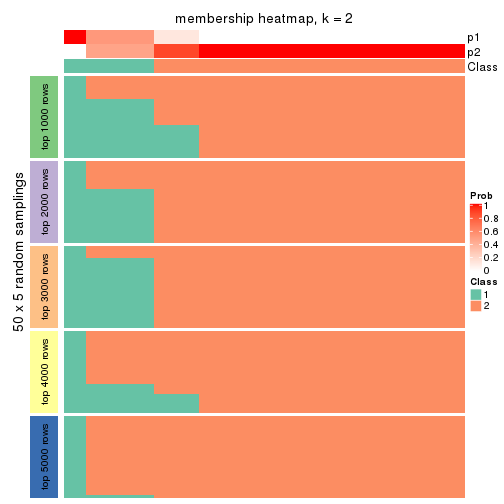 membership heatmap, k = 2
p1
p2
Class
50 x 5 random samplings
top 1000 rows
top 2000 rows
top 3000 rows
top 4000 rows
top 5000 rows
Prob
1
0.8
0.6
0.4
0.2
0
Class
1
2